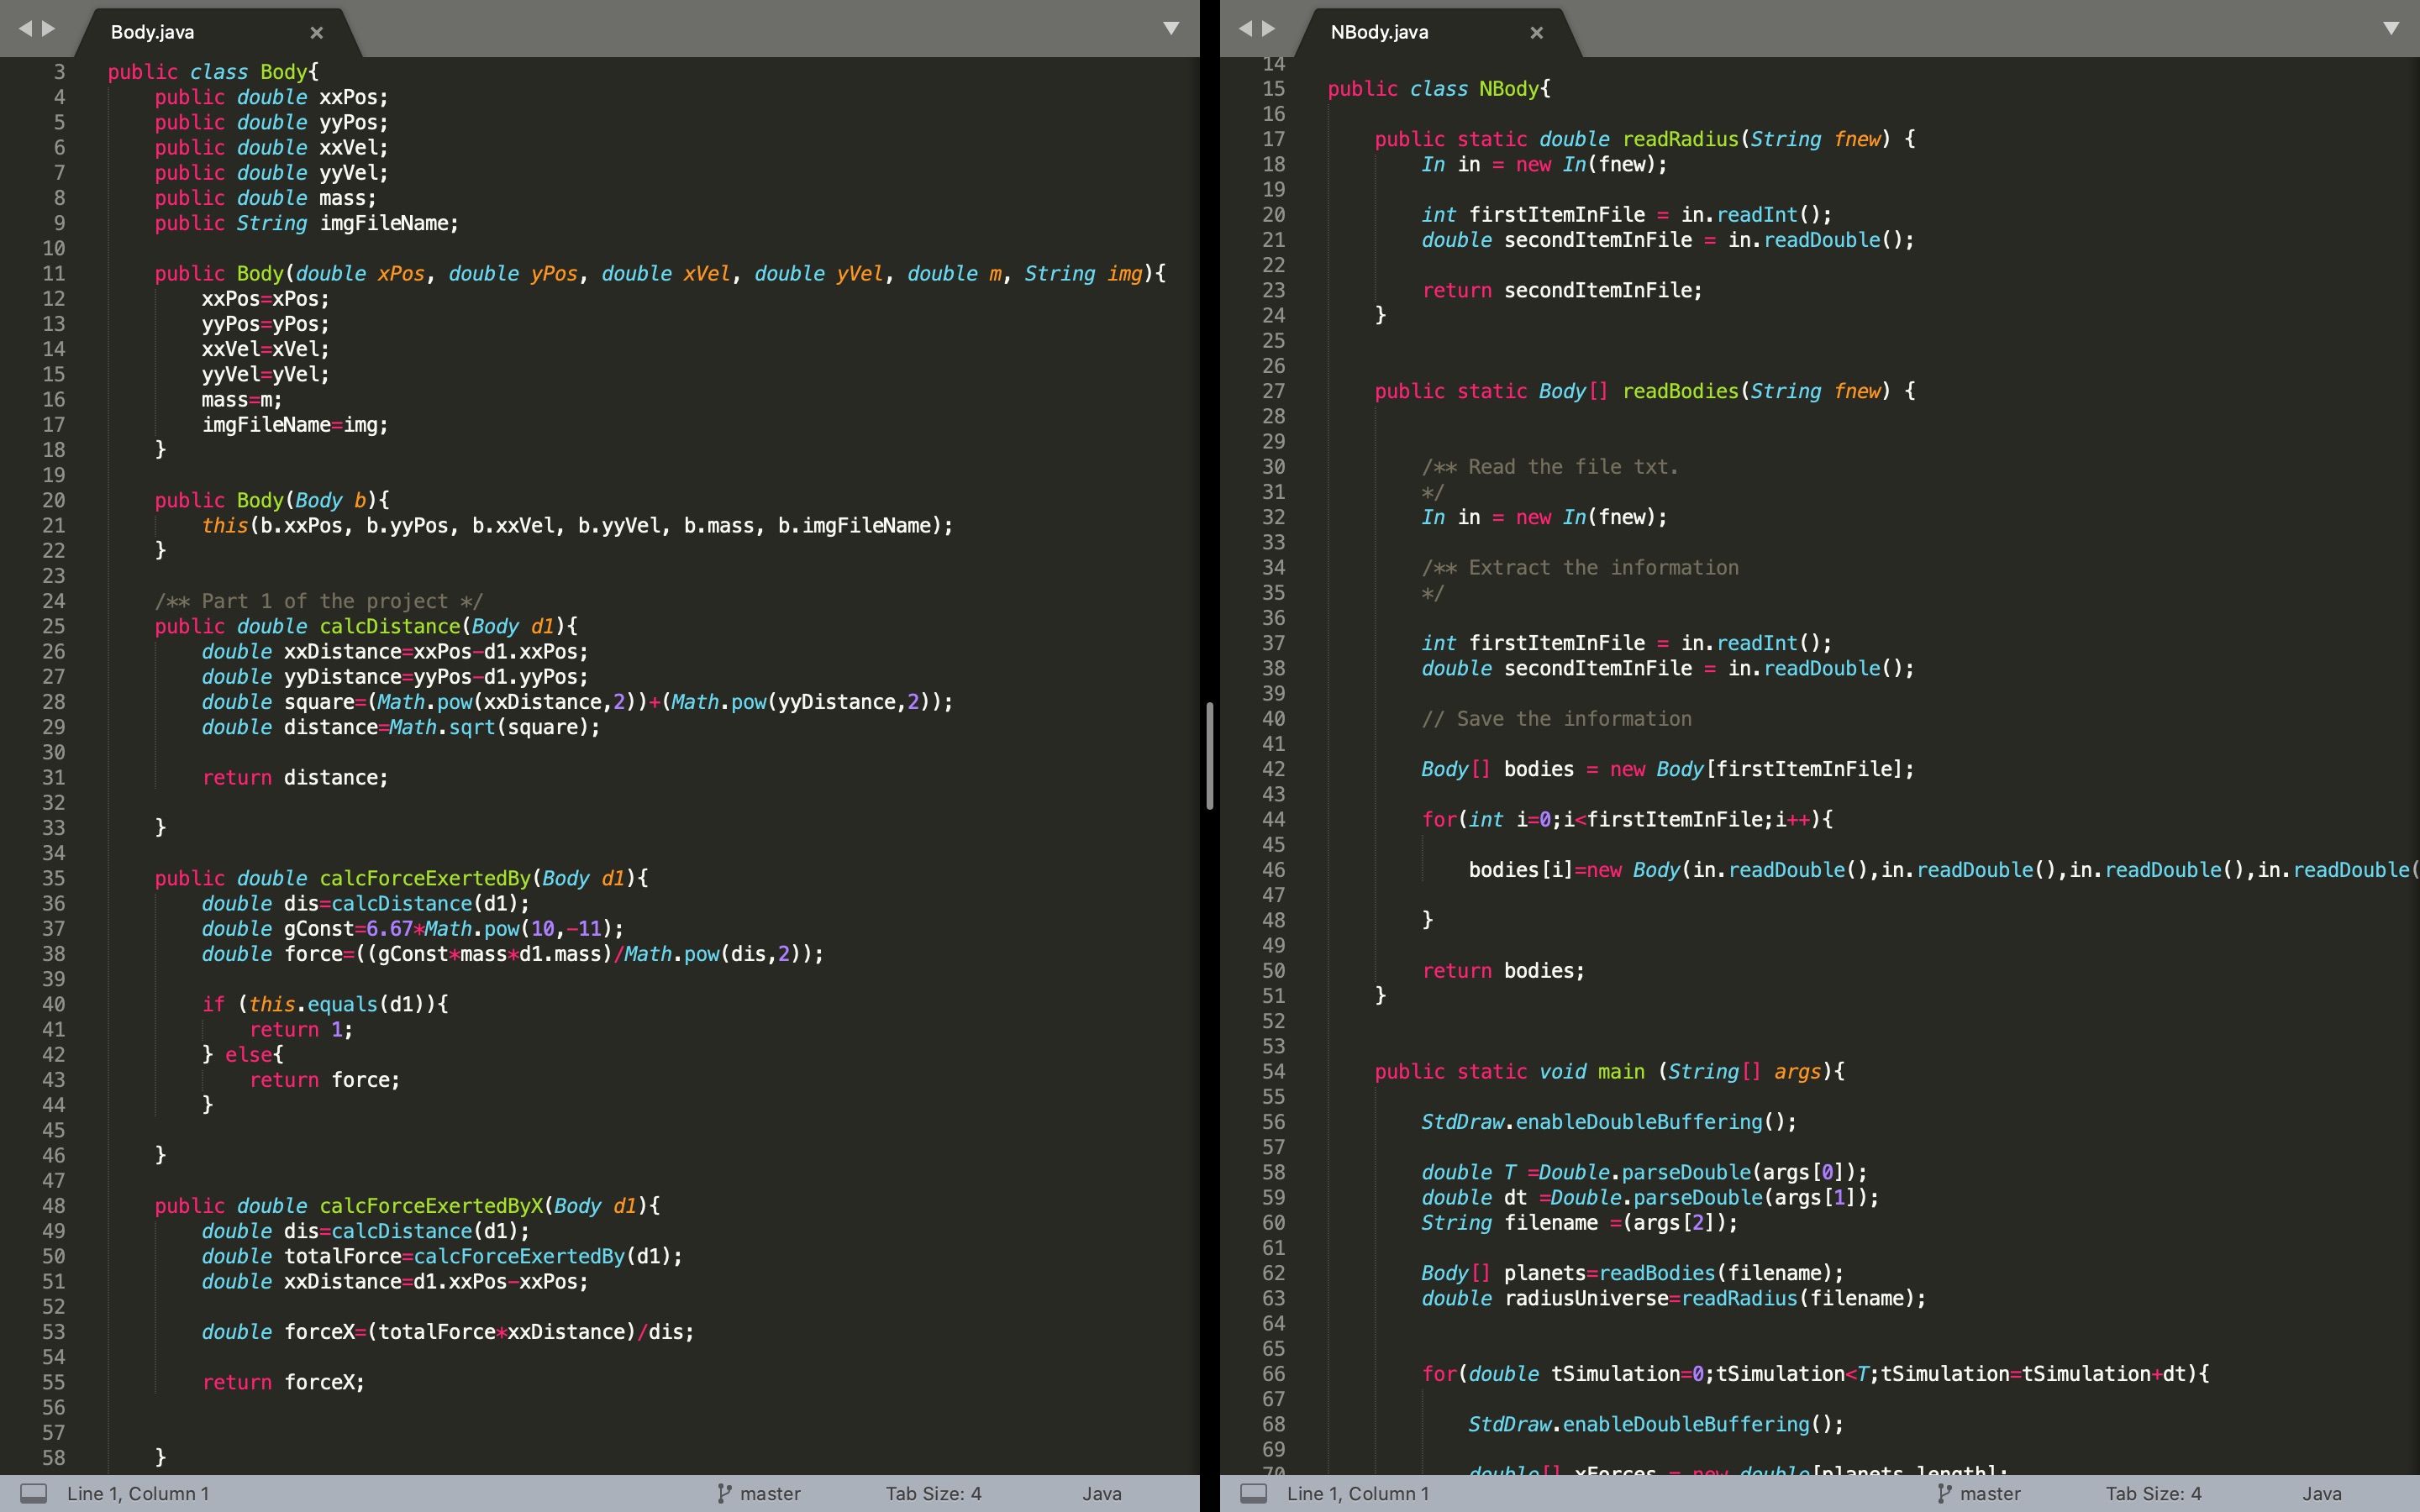 Body.java ×
3 public class Body{
4 public double xxPos;
5 public double yyPos;
6 public double xxVel;
7 public double yyVel;
8 public double mass;
9 public String imgFileName;
10
11 public Body(double xPos, double yPos, double xVel, double yVel, double m, String img){
12 xxPos=xPos;
13 yyPos=yPos;
14 xxVel=xVel;
15 yyVel=yVel;
16 mass=m;
17 imgFileName=img;
18 }
19
20 public Body(Body b){
21 this(b.xxPos, b.yyPos, b.xxVel, b.yyVel, b.mass, b.imgFileName);
22 }
23
24 /** Part 1 of the project */
25 public double calcDistance(Body d1){
26 double xxDistance=xxPos-d1.xxPos;
27 double yyDistance=yyPos-d1.yyPos;
28 double square=(Math.pow(xxDistance,2))+(Math.pow(yyDistance,2));
29 double distance=Math.sqrt(square);
30
31 return distance;
32
33 }
34
35 public double calcForceExertedBy(Body d1){
36 double dis=calcDistance(d1);
37 double gConst=6.67*Math.pow(10,-11);
38 double force=((gConst*mass*d1.mass)/Math.pow(dis,2));
39
40 if (this.equals(d1)){
41 return 1;
42 } else{
43 return force;
44 }
45
46 }
47
48 public double calcForceExertedByX(Body d1){
49 double dis=calcDistance(d1);
50 double totalForce=calcForceExertedBy(d1);
51 double xxDistance=d1.xxPos-xxPos;
52
53 double forceX=(totalForce*xxDistance)/dis;
54
55 return forceX;
56
57
58 }
Line 1, Column 1 master Tab Size: 4 Java
NBody.java ×
14
15 public class NBody{
16
17 public static double readRadius(String fnew) {
18 In in = new In(fnew);
19
20 int firstItemInFile = in.readInt();
21 double secondItemInFile = in.readDouble();
22
23 return secondItemInFile;
24 }
25
26
27 public static Body[] readBodies(String fnew) {
28
29
30 /** Read the file txt.
31 */
32 In in = new In(fnew);
33
34 /** Extract the information
35 */
36
37 int firstItemInFile = in.readInt();
38 double secondItemInFile = in.readDouble();
39
40 // Save the information
41
42 Body[] bodies = new Body[firstItemInFile];
43
44 for(int i=0;i<firstItemInFile;i++){
45
46 bodies[i]=new Body(in.readDouble(),in.readDouble(),in.readDouble(),in.readDouble(
47
48 }
49
50 return bodies;
51 }
52
53
54 public static void main (String[] args){
55
56 StdDraw.enableDoubleBuffering();
57
58 double T =Double.parseDouble(args[0]);
59 double dt =Double.parseDouble(args[1]);
60 String filename =(args[2]);
61
62 Body[] planets=readBodies(filename);
63 double radiusUniverse=readRadius(filename);
64
65
66 for(double tSimulation=0;tSimulation<T;tSimulation=tSimulation+dt){
67
68 StdDraw.enableDoubleBuffering();
69
70 double[] xForces = new double[planets.length];
Line 1, Column 1 master Tab Size: 4 Java